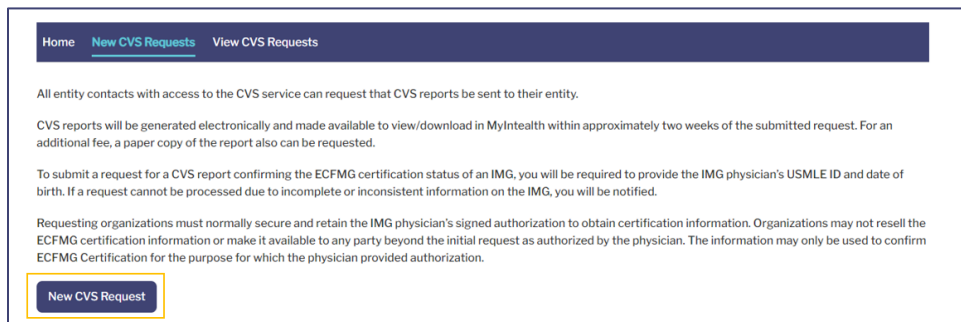 Home New CVS Requests View CVS Requests
All entity contacts with access to the CVS service can request that CVS reports be sent to their entity.
CVS reports will be generated electronically and made available to view/download in MyIntealth within approximately two weeks of the submitted request. For an
additional fee, a paper copy of the report also can be requested.
To submit a request for a CVS report confirming the ECFMG certification status of an IMG, you will be required to provide the IMG physician's USMLE ID and date of
birth. If a request cannot be processed due to incomplete or inconsistent information on the IMG, you will be notified.
Requesting organizations must normally secure and retain the IMG physician's signed authorization to obtain certification information. Organizations may not resell the
ECFMG certification information or make it available to any party beyond the initial request as authorized by the physician. The information may only be used to confirm
ECFMG Certification for the purpose for which the physician provided authorization.
New CVS Request